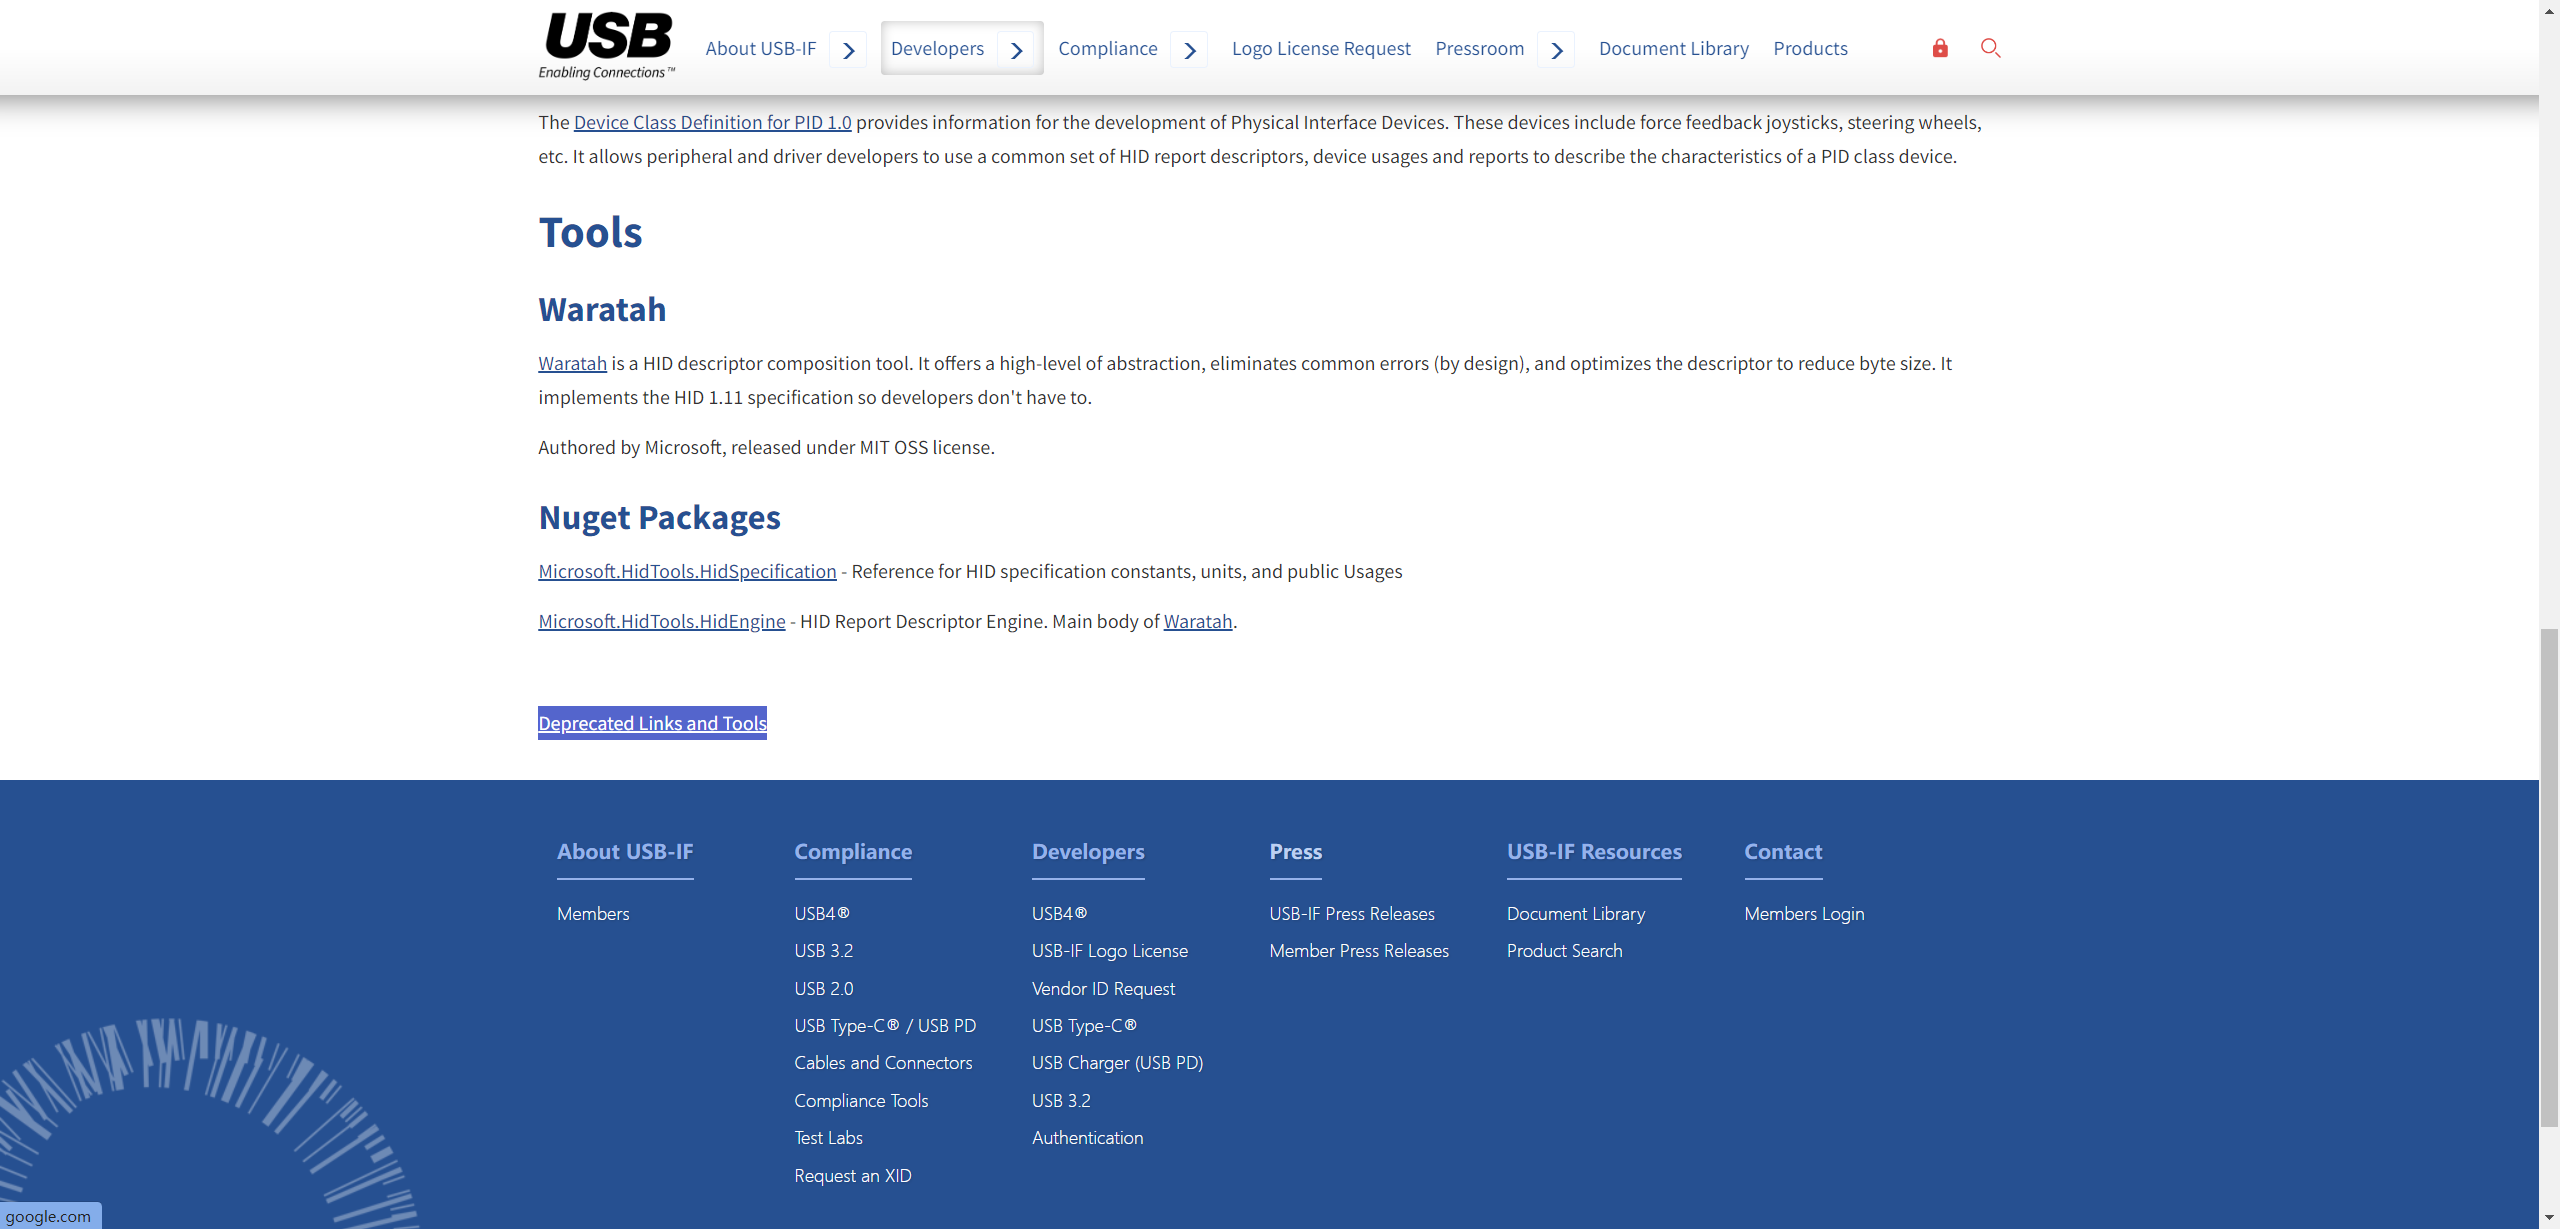 USB
Enabling Connections™
About USB-IF
Developers
Compliance
Logo License Request
Pressroom
Document Library
Products
The Device Class Definition for PID 1.0 provides information for the development of Physical Interface Devices. These devices include force feedback joysticks, steering wheels,
etc. It allows peripheral and driver developers to use a common set of HID report descriptors, device usages and reports to describe the characteristics of a PID class device.
Tools
Waratah
Waratah is a HID descriptor composition tool. It offers a high-level of abstraction, eliminates common errors (by design), and optimizes the descriptor to reduce byte size. It
implements the HID 1.11 specification so developers don't have to.
Authored by Microsoft, released under MIT OSS license.
Nuget Packages
Microsoft.HidTools.HidSpecification - Reference for HID specification constants, units, and public Usages
Microsoft.HidTools.HidEngine - HID Report Descriptor Engine. Main body of Waratah.
Deprecated Links and Tools
About USB-IF
Members
Compliance
USB4®
USB 3.2
USB 2.0
USB Type-C® / USB PD
Cables and Connectors
Compliance Tools
Test Labs
Request an XID
Developers
USB4®
USB-IF Logo License
Vendor ID Request
USB Type-C®
USB Charger (USB PD)
USB 3.2
Authentication
Press
USB-IF Press Releases
Member Press Releases
USB-IF Resources
Document Library
Product Search
Contact
Members Login
google.com